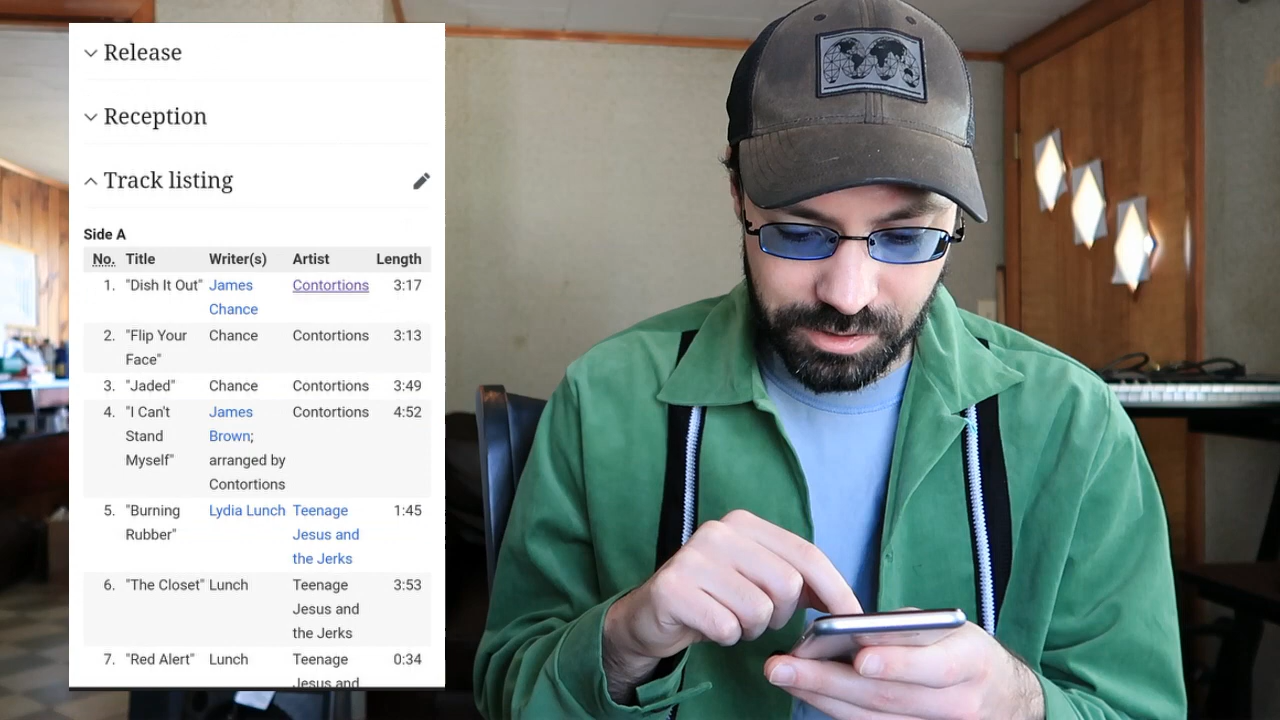 Release
Reception
Track listing
Side A
No. Title Writer(s) Artist Length
1. "Dish It Out" James Contortions 3:17
Chance
2. "Flip Your Chance Contortions 3:13
Face"
3. "Jaded" Chance Contortions 3:49
4. "I Can't James Contortions 4:52
Stand Brown;
Myself" arranged by
Contortions
5. "Burning Lydia Lunch Teenage 1:45
Rubber" Jesus and
the Jerks
6. "The Closet" Lunch Teenage 3:53
Jesus and
the Jerks
7. "Red Alert" Lunch Teenage 0:34
Jesus and